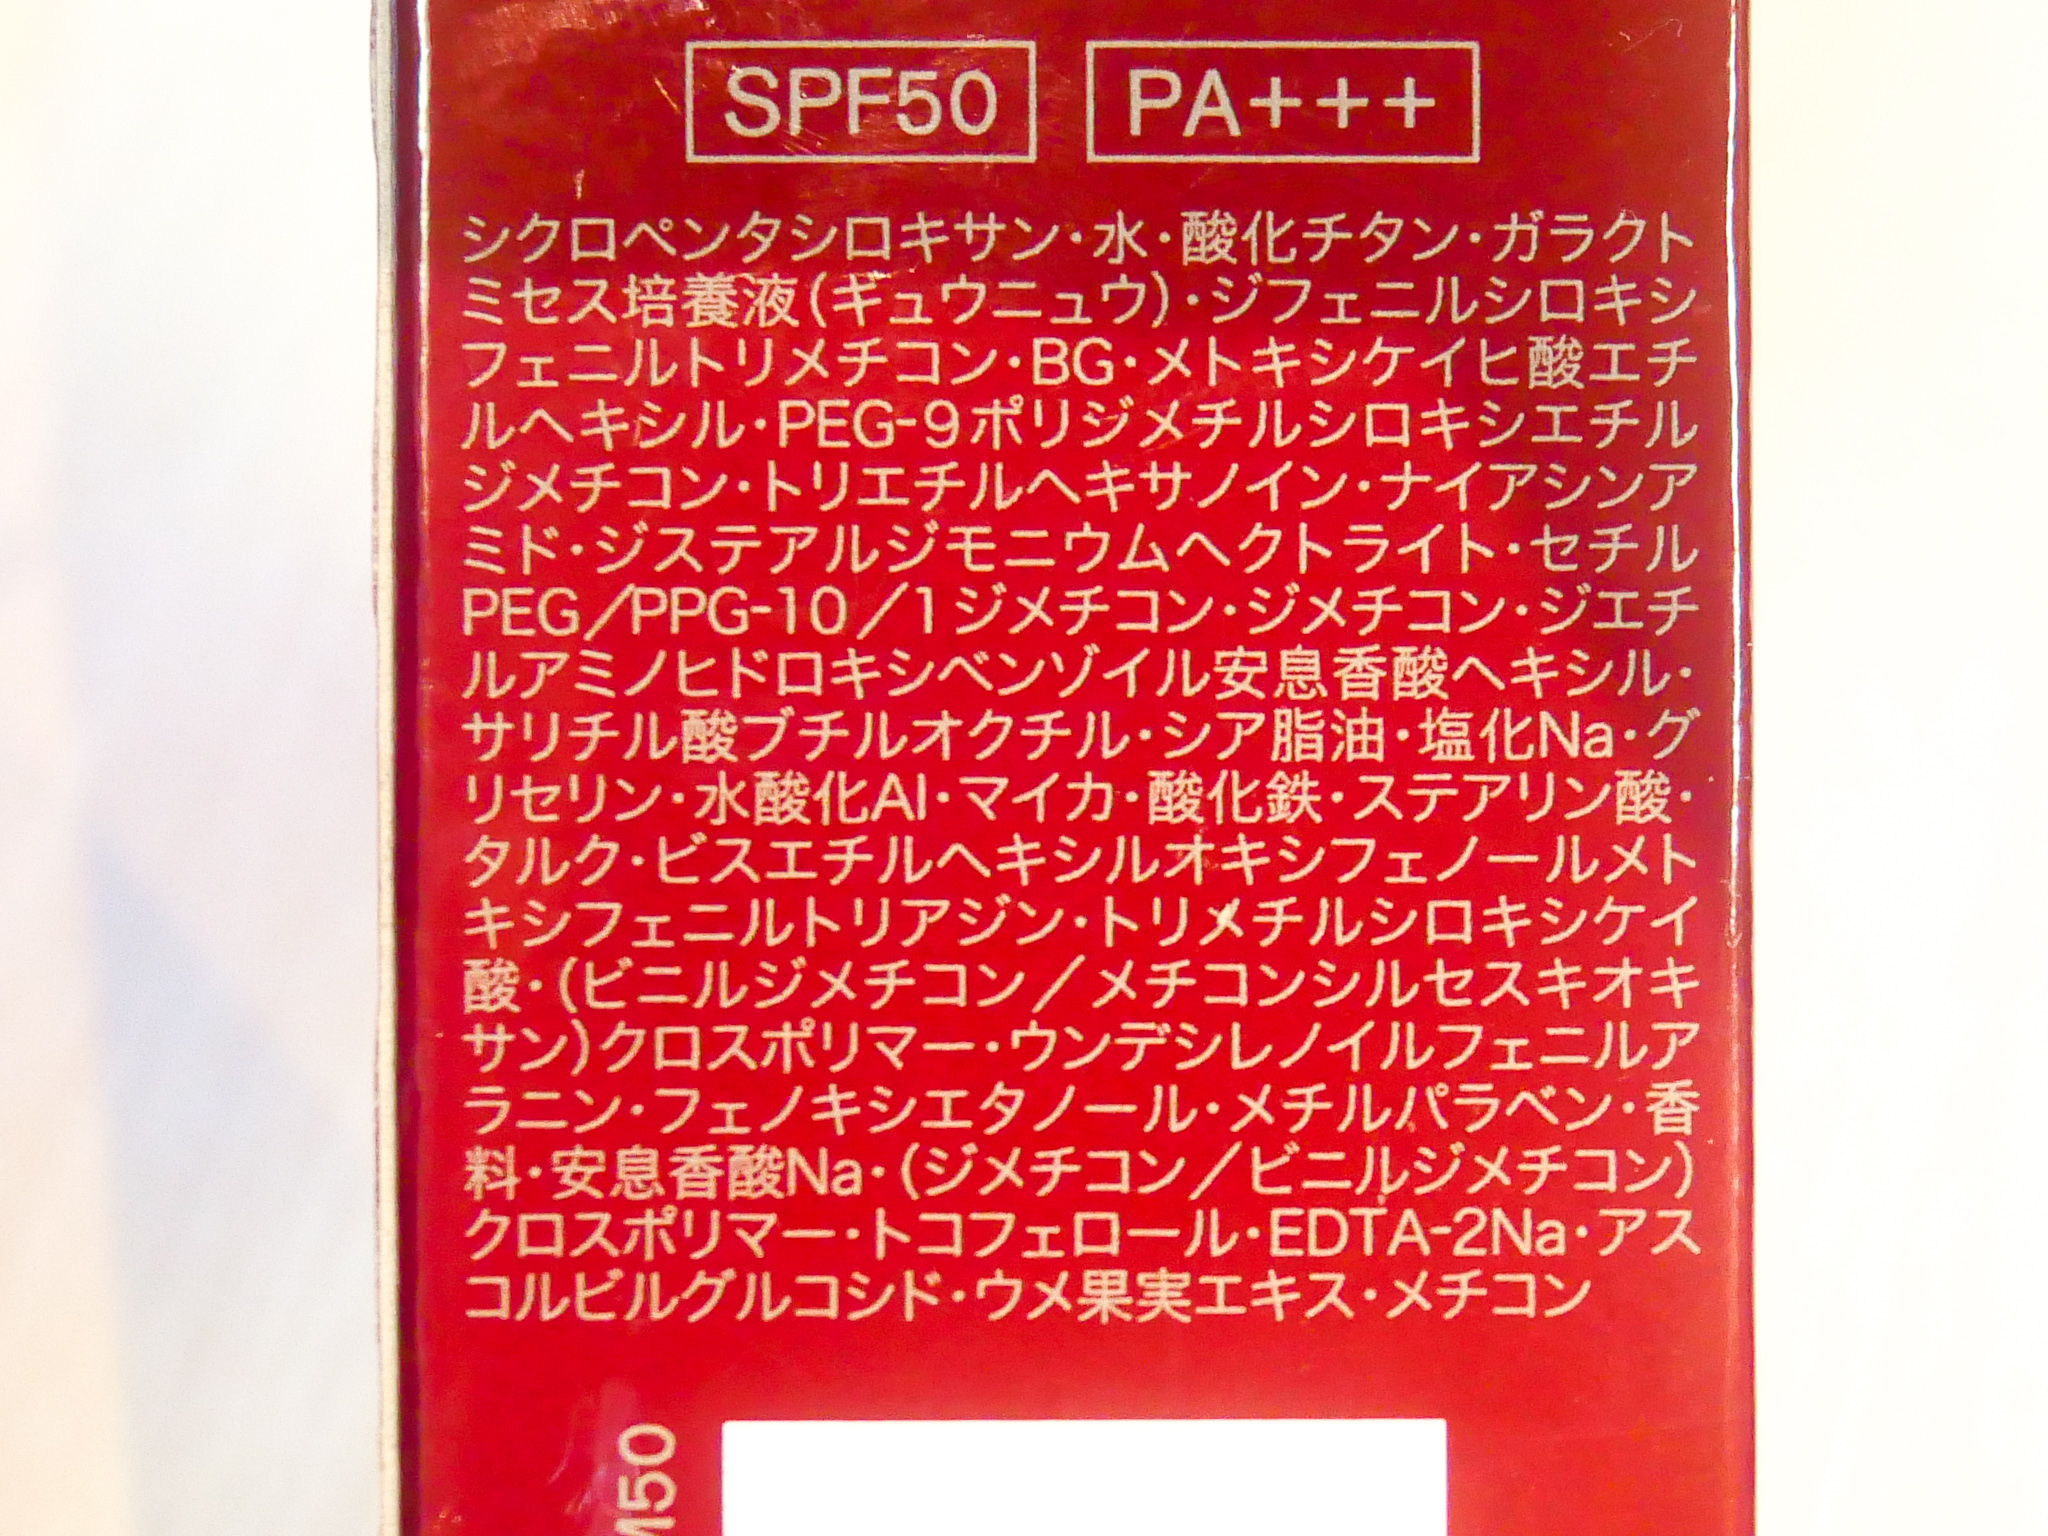 SPF50 PA+++
シクロペンタシロキサン・水・酸化チタン・ガラクト
ミセス培養液(ギュウニュウ)・ジフェニルシロキシ
フェニルトリメチコン・BG・メトキシケイヒ酸エチ
ルヘキシル・PEG-9ポリジメチルシロキシエチル
ジメチコン・トリエチルヘキサノイン・ナイアシンア
ミド・ジステアルジモニウムヘクトライト・セチル
PEG/PPG-10/1ジメチコン・ジメチコン・ジエチ
ルアミノヒドロキシベンゾイル安息香酸ヘキシル・
サリチル酸ブチルオクチル・シア脂油・塩化Na・グ
リセリン・水酸化Al・マイカ・酸化鉄・ステアリン酸・
タルク・ビスエチルヘキシルオキシフェノールメト
キシフェニルトリアジン・トリメチルシロキシケイ
酸・(ビニルジメチコン/メチコンシルセスキオキ
サン)クロスポリマー・ウンデシレノイルフェニルア
ラニン・フェノキシエタノール・メチルパラベン・香
料・安息香酸Na・(ジメチコン/ビニルジメチコン)
クロスポリマー・トコフェロール・EDTA-2Na・アス
コルビルグルコシド・ウメ果実エキス・メチコン